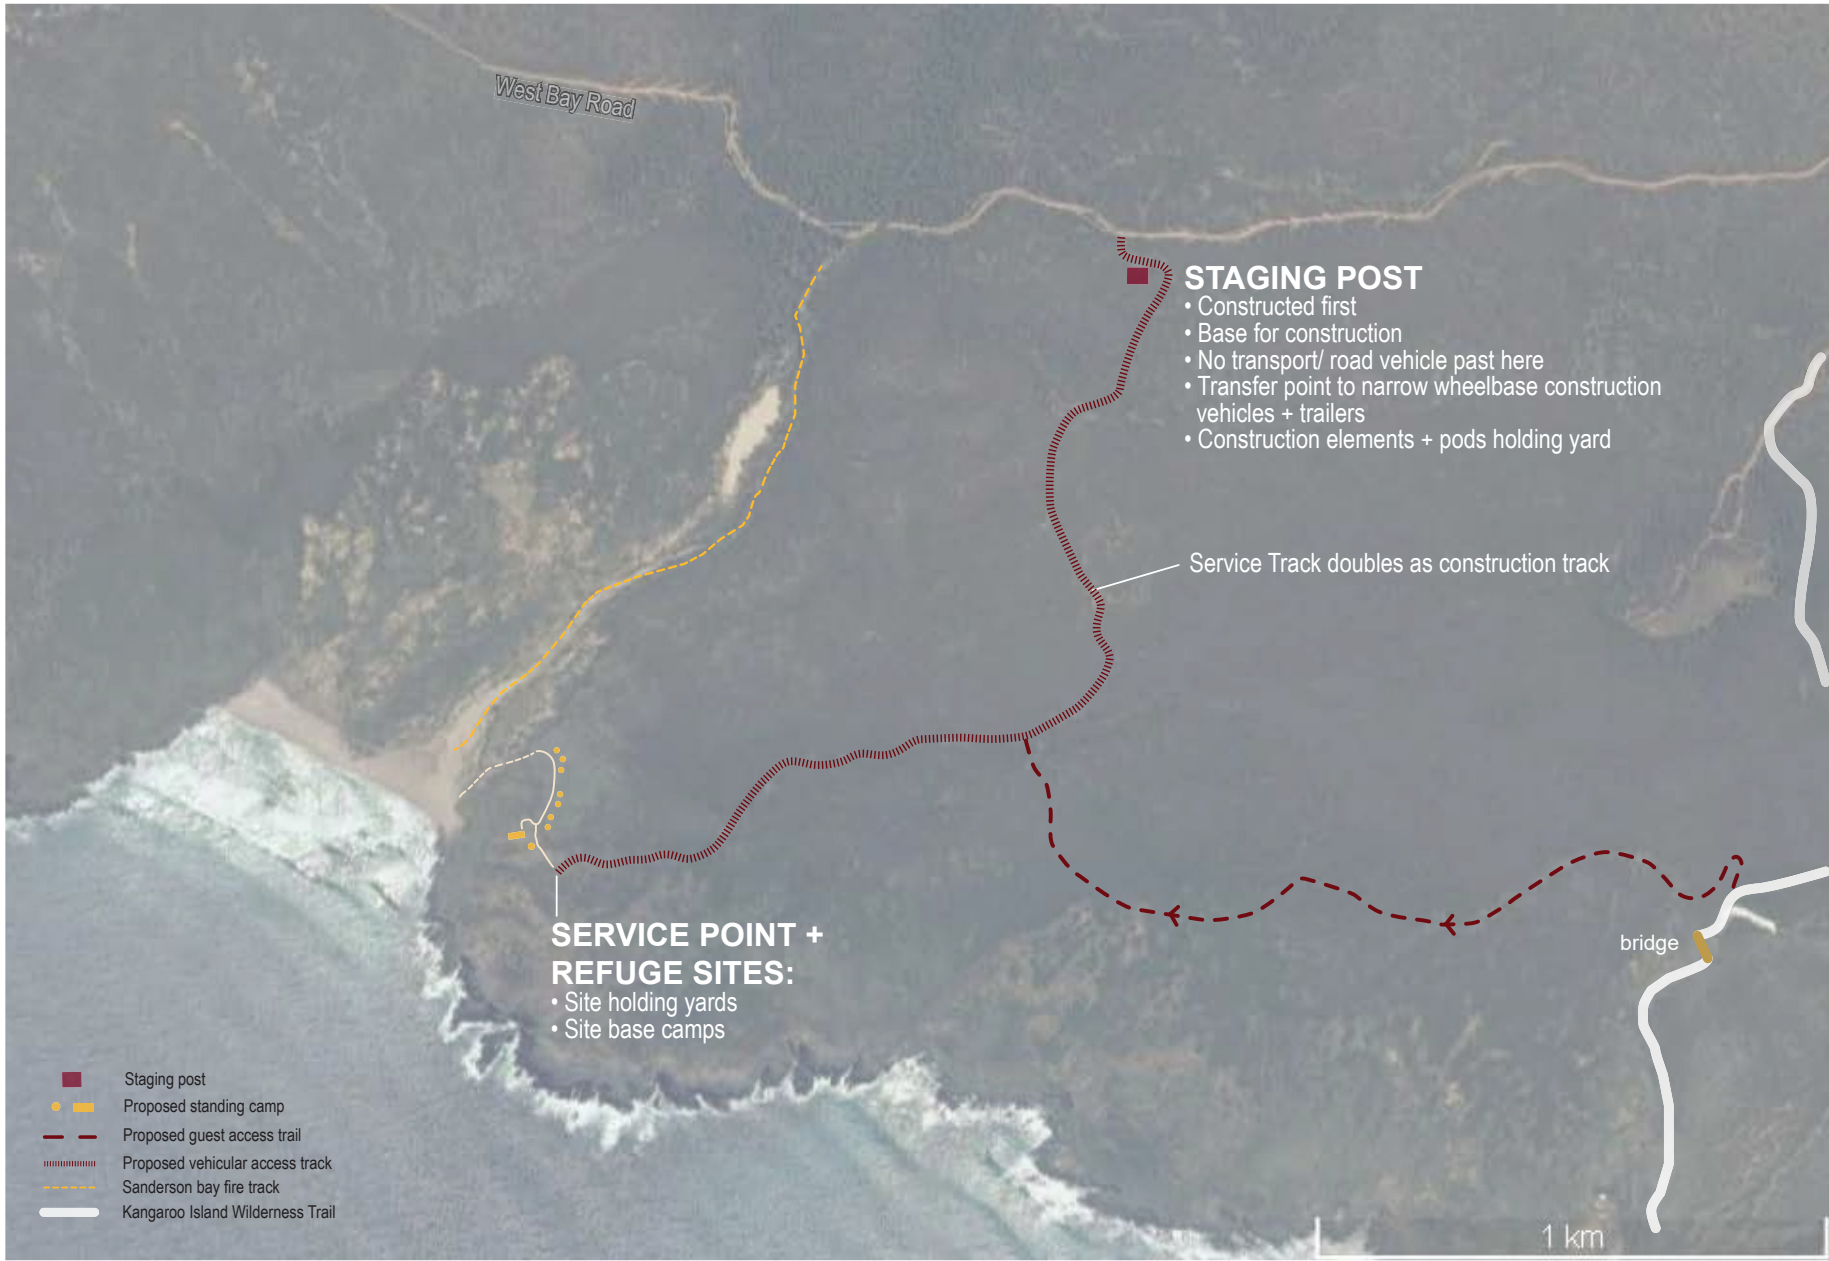 West Bay Road
STAGING POST
• Constructed first
• Base for construction
• No transport/ road vehicle past here
• Transfer point to narrow wheelbase construction
vehicles + trailers
• Construction elements + pods holding yard
Service Track doubles as construction track
bridge
SERVICE POINT +
REFUGE SITES:
• Site holding yards
• Site base camps
Staging post
Proposed standing camp
Proposed guest access trail
Proposed vehicular access track
Sanderson bay fire track
Kangaroo Island Wilderness Trail
1 km